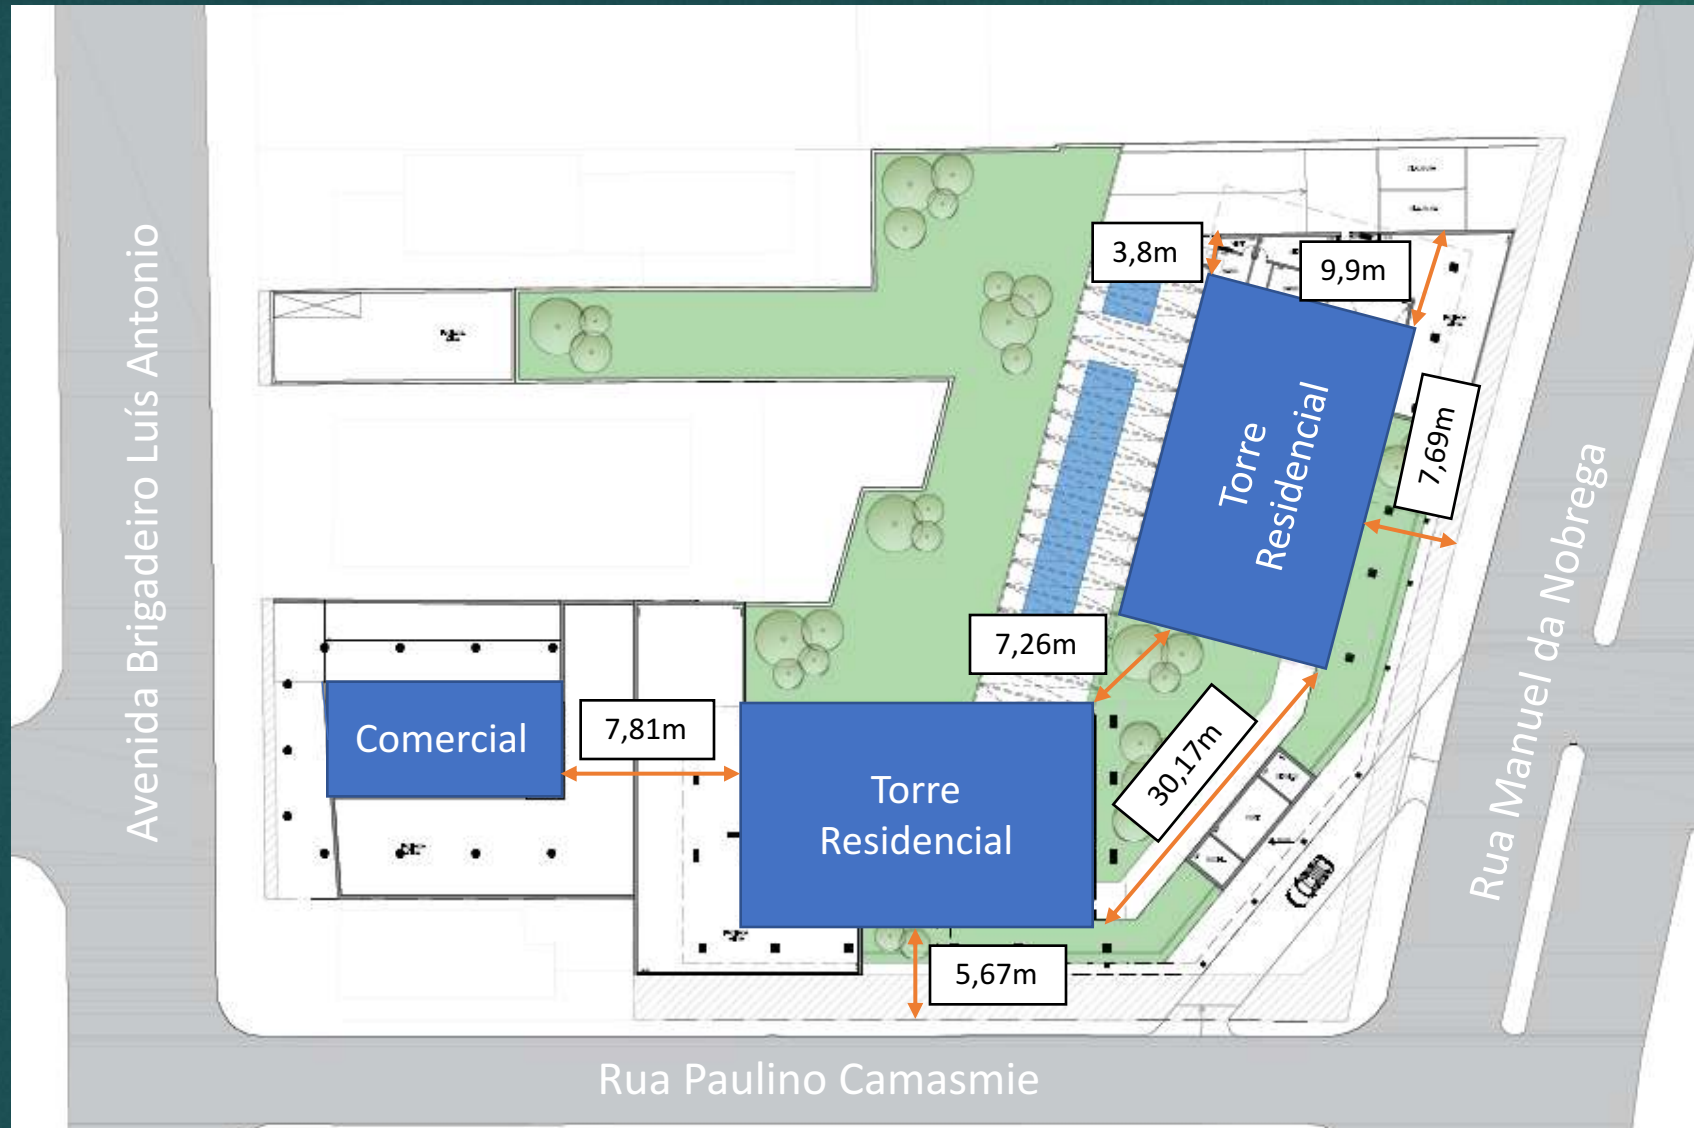 Avenida Brigadeiro Luís Antonio
3,8m
9,9m
7,69m
Torre
Residencial
Rua Manuel da Nobrega
7,26m
30,17m
Comercial
7,81m
Torre
Residencial
5,67m
Rua Paulino Camasmie